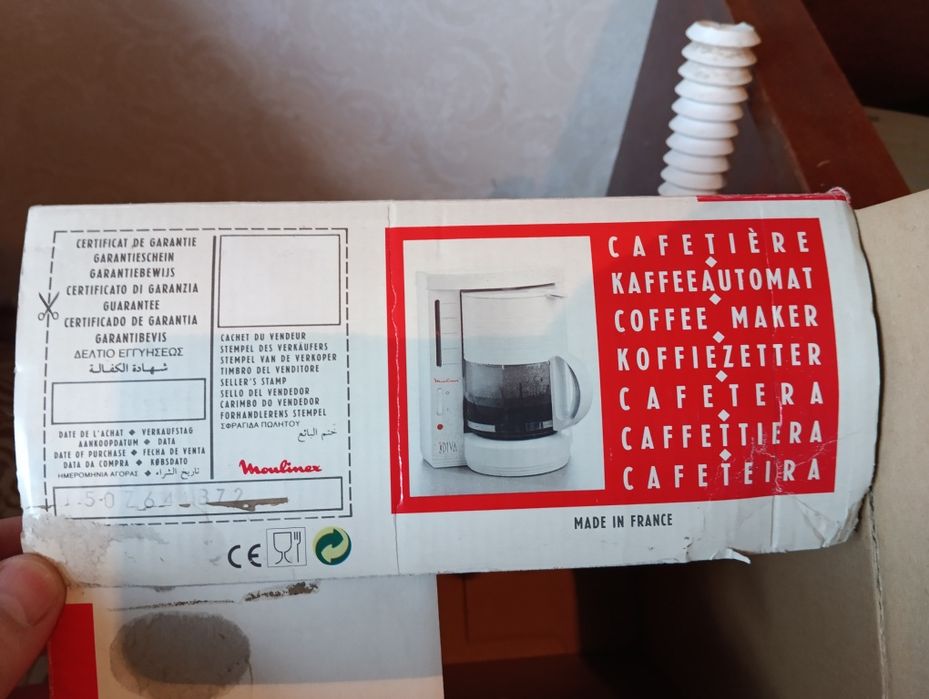 CERTIFICAT DE GARANTIE
GARANTIESCHEIN
GARANTIEBEWIJS
CERTIFICATO DI GARANZIA
GUARANTEE
CERTIFICADO DE GARANTIA
GARANTIBEVIS
ΔΕΛΤΙΟ ΕΓΓΥΗΣΕΩΣ
شهادة الكفالة
DATE DE L'ACHAT ◆ VERKAUFSTAG
AANKOOPDATUM ◆ DATA
DATE OF PURCHASE ◆ FECHA DE VENTA
DATA DA COMPRA ◆ KØBSDATO
ΗΜΕΡΟΜΗΝΙΑ ΑΓΟΡΑΣ ◆ تاريخ الشراء
CACHET DU VENDEUR
STEMPEL DES VERKÄUFERS
STEMPEL VAN DE VERKOPER
TIMBRO DEL VENDITORE
SELLER'S STAMP
SELLO DEL VENDEDOR
CARIMBO DO VENDEDOR
FORHANDLERENS STEMPEL
ΣΦΡΑΓΙΔΑ ΠΩΛΗΤΟΥ
ختم البائع
Moulinex
CE
Moulinex
CAFETIÈRE
KAFFEEAUTOMAT
COFFEE MAKER
KOFFIEZETTER
CAFETERA
CAFFETTIERA
CAFETEIRA
MADE IN FRANCE